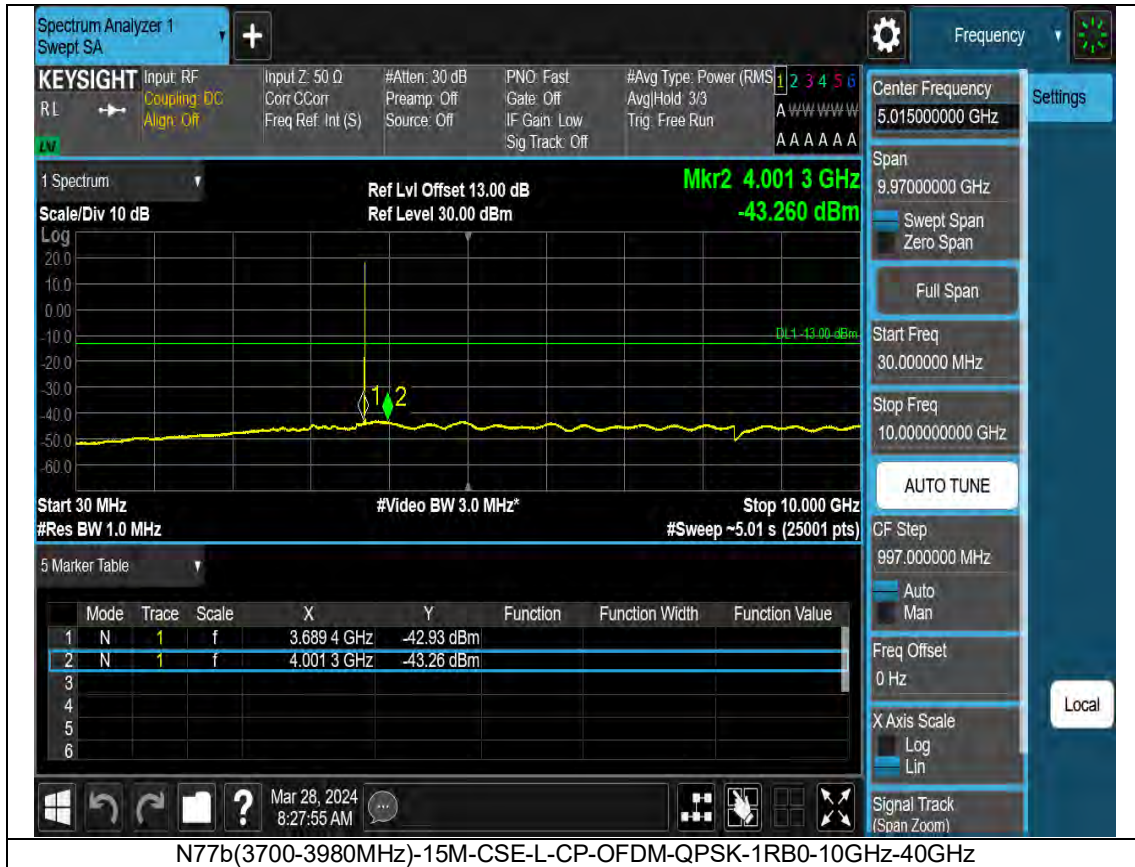 Spectrum Analyzer 1
Swept SA
+
Frequency
KEYSIGHT Input: RF Input Z: 50 Ω #Atten: 30 dB PNO: Fast #Avg Type: Power (RMS 1 2 3 4 5 6
RL Coupling: DC Corr CCorr Preamp: Off Gate: Off Avg|Hold: 3/3 A W W W W W
Align: Off Freq Ref: Int (S) Source: Off IF Gain: Low Trig: Free Run
Sig Track: Off A A A A A A
1 Spectrum
Ref Lvl Offset 13.00 dB Mkr2 4.001 3 GHz
Scale/Div 10 dB Ref Level 30.00 dBm -43.260 dBm
Log
20.0
10.0
0.00
-10.0 DL1 -13.00 dBm
-20.0
-30.0
1 2
-40.0
-50.0
-60.0
Start 30 MHz #Video BW 3.0 MHz* Stop 10.000 GHz
#Res BW 1.0 MHz #Sweep ~5.01 s (25001 pts)
5 Marker Table
Mode Trace Scale X Y Function Function Width Function Value
1 N 1 f 3.689 4 GHz -42.93 dBm
2 N 1 f 4.001 3 GHz -43.26 dBm
3
4
5
6
Center Frequency
5.015000000 GHz
Settings
Span
9.97000000 GHz
Swept Span
Zero Span
Full Span
Start Freq
30.000000 MHz
Stop Freq
10.000000000 GHz
AUTO TUNE
CF Step
997.000000 MHz
Auto
Man
Freq Offset
0 Hz
X Axis Scale
Log
Lin
Local
Signal Track
(Span Zoom)
?
Mar 28, 2024
8:27:55 AM
N77b(3700-3980MHz)-15M-CSE-L-CP-OFDM-QPSK-1RB0-10GHz-40GHz